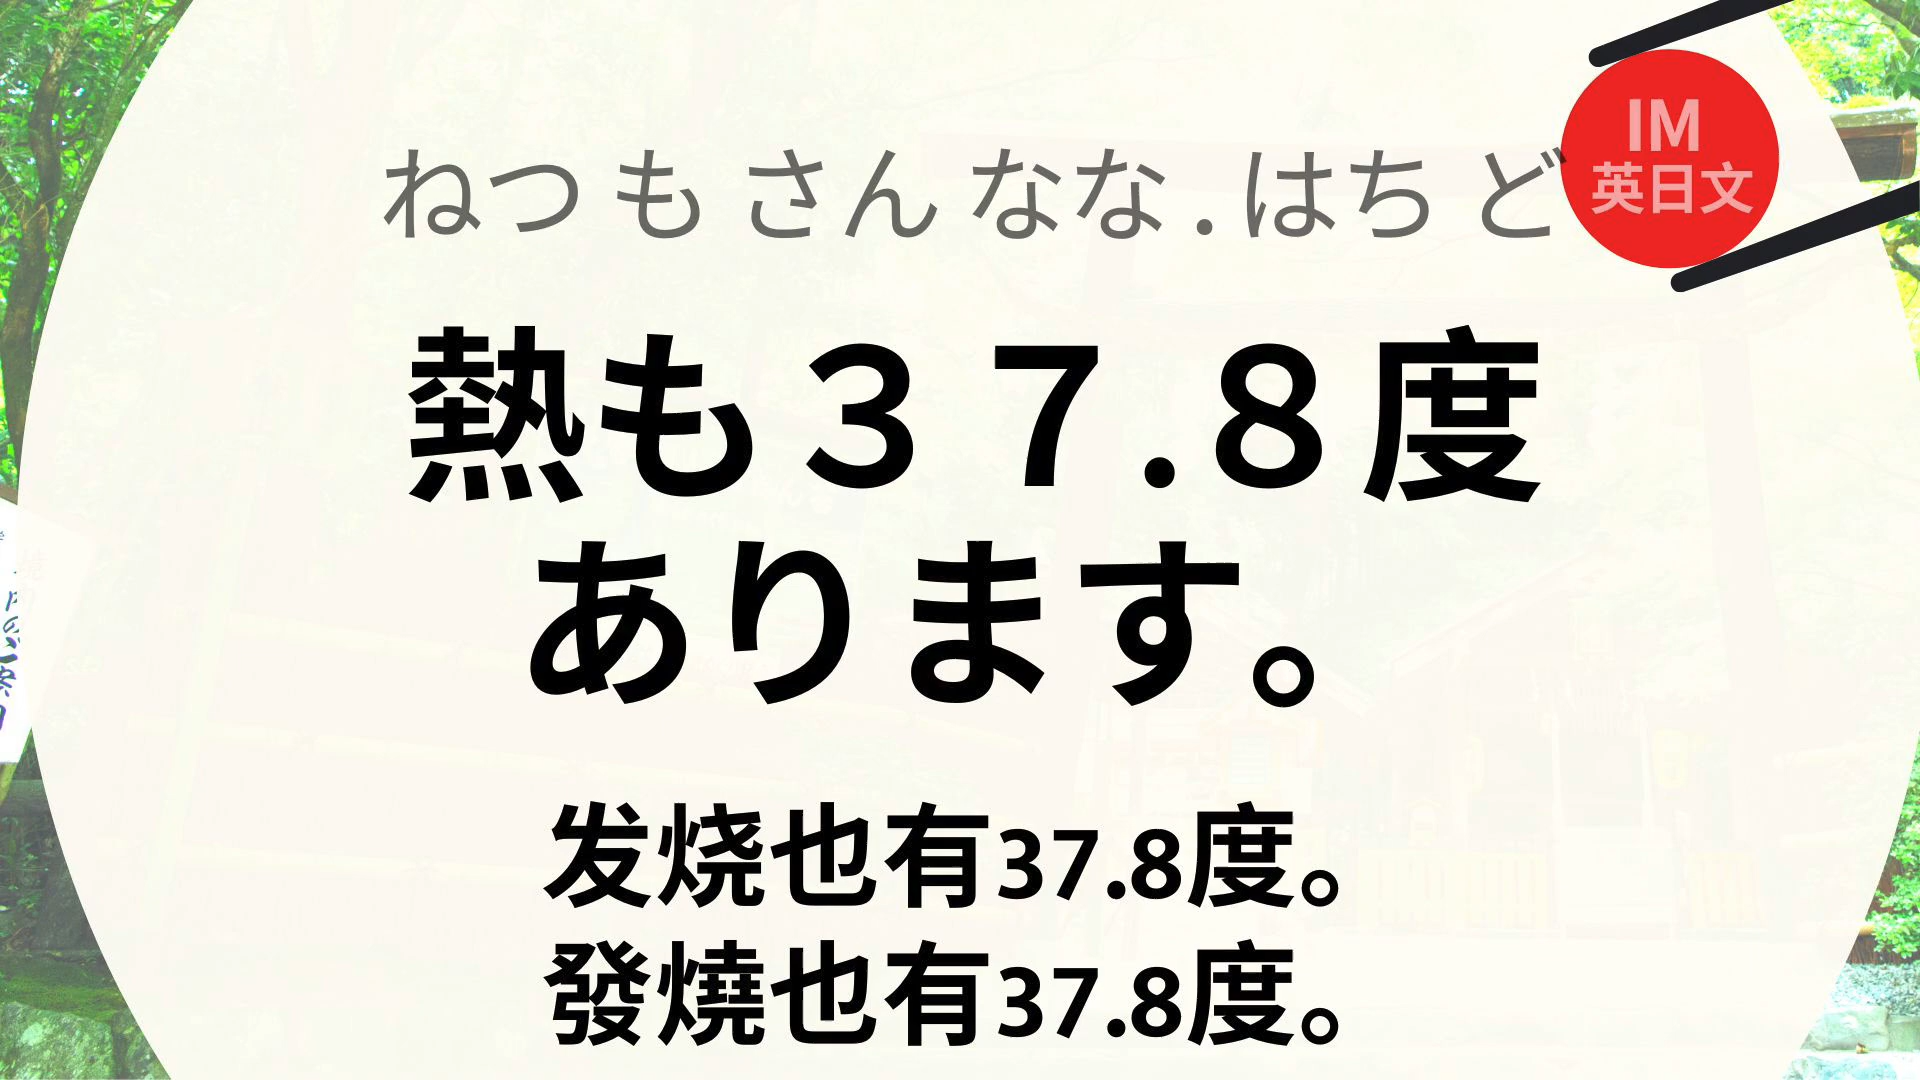 ねつ も さん なな . はち ど
IM
英日文
熱も３７.８度
あります。
发烧也有37.8度。
發燒也有37.8度。